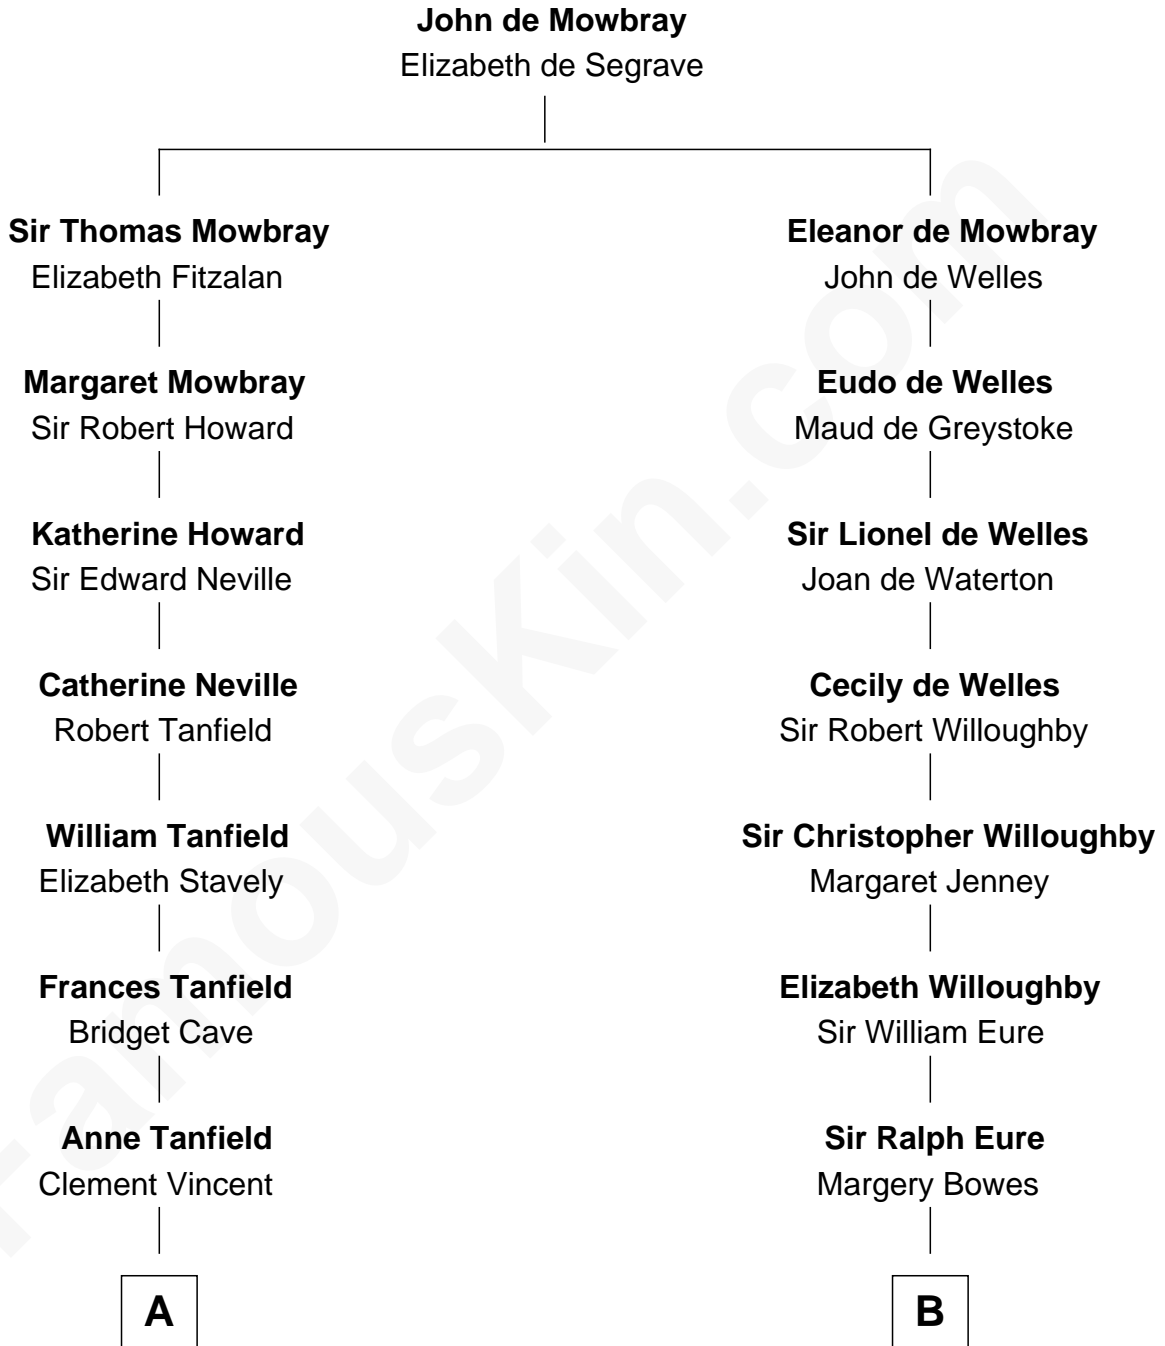 John de Mowbray
Elizabeth de Segrave
Sir Thomas Mowbray
Elizabeth Fitzalan
Eleanor de Mowbray
John de Welles
Margaret Mowbray
Sir Robert Howard
Eudo de Welles
Maud de Greystoke
Katherine Howard
Sir Edward Neville
Sir Lionel de Welles
Joan de Waterton
Catherine Neville
Robert Tanfield
Cecily de Welles
Sir Robert Willoughby
William Tanfield
Elizabeth Stavely
Sir Christopher Willoughby
Margaret Jenney
Frances Tanfield
Bridget Cave
Elizabeth Willoughby
Sir William Eure
Anne Tanfield
Clement Vincent
Sir Ralph Eure
Margery Bowes
A
B
FamousKin.com